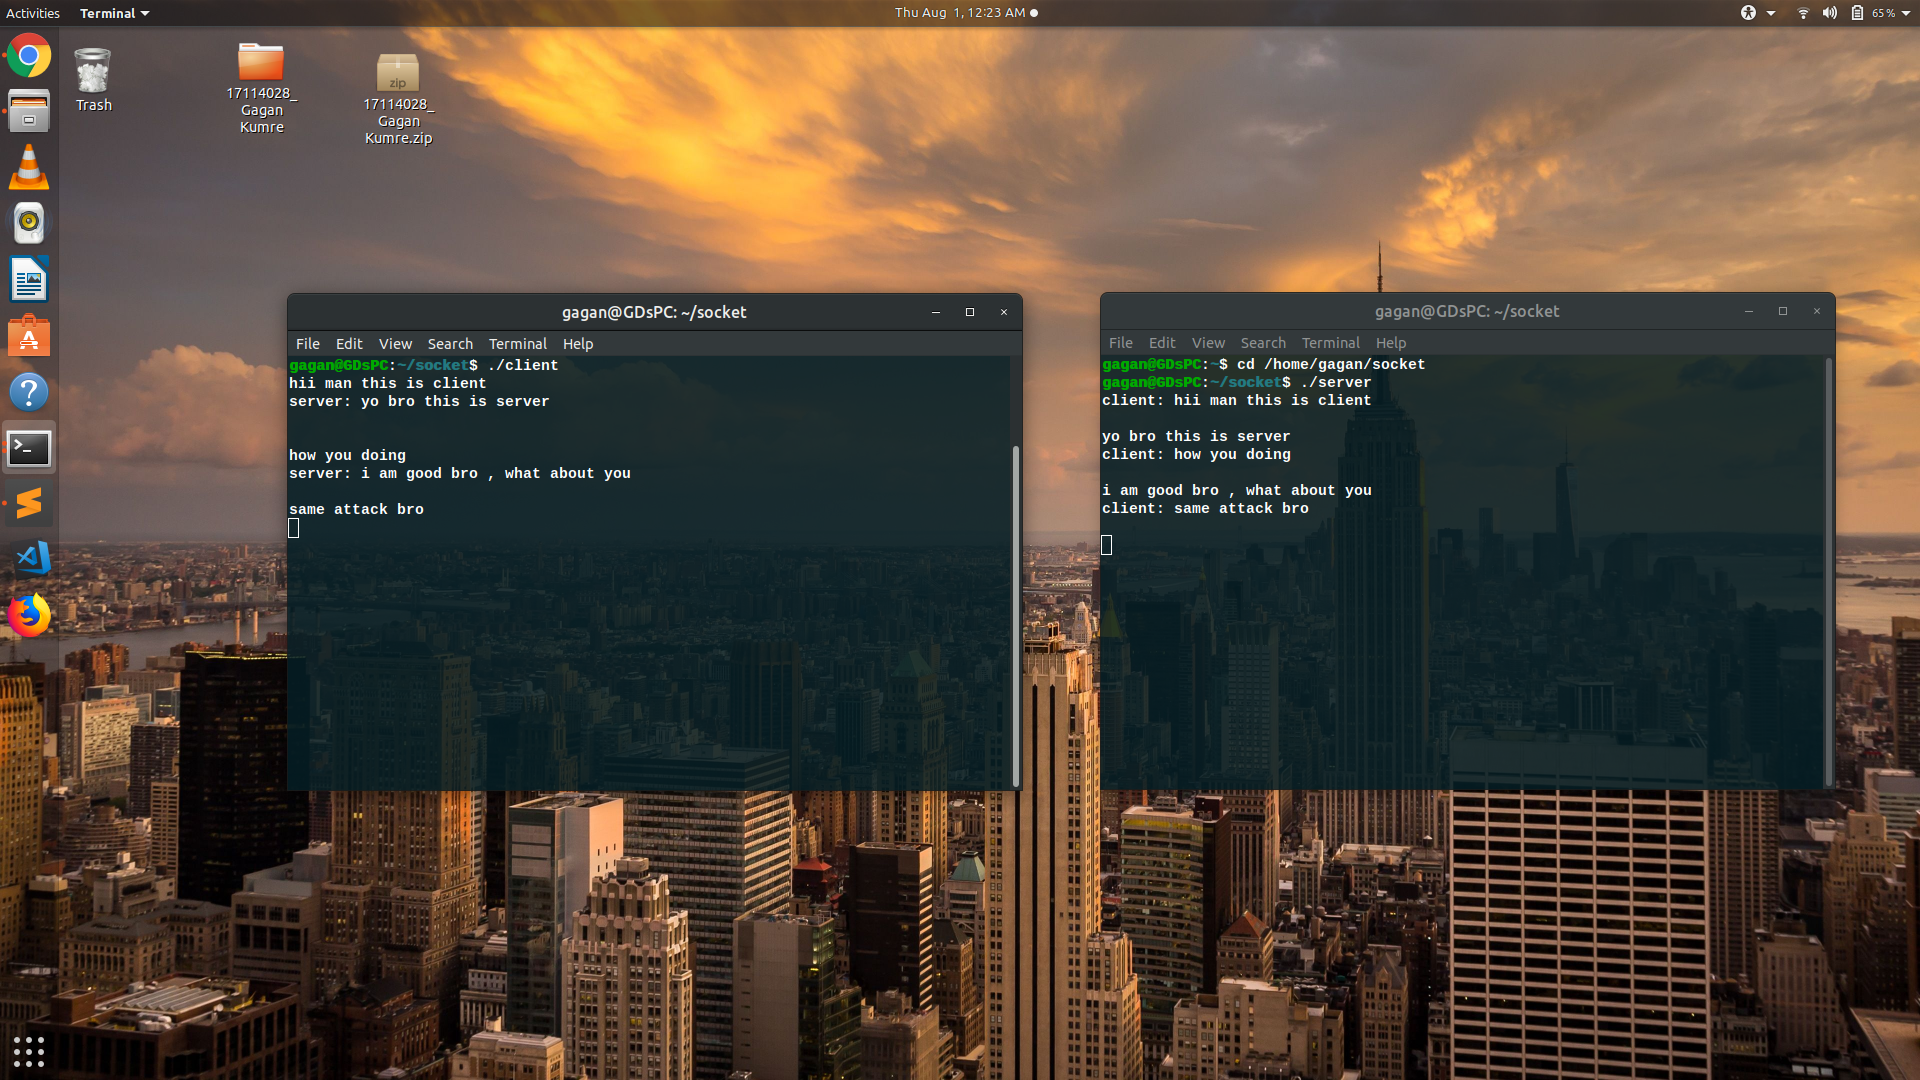 Activities Terminal Thu Aug 1, 12:23 AM 65%
Trash
17114028_
Gagan
Kumre
17114028_
Gagan
Kumre.zip
zip
gagan@GDsPC: ~/socket
File Edit View Search Terminal Help
gagan@GDsPC:~/socket$ ./client
hii man this is client
server: yo bro this is server
how you doing
server: i am good bro , what about you
same attack bro
gagan@GDsPC: ~/socket
File Edit View Search Terminal Help
gagan@GDsPC:~$ cd /home/gagan/socket
gagan@GDsPC:~/socket$ ./server
client: hii man this is client
yo bro this is server
client: how you doing
i am good bro , what about you
client: same attack bro